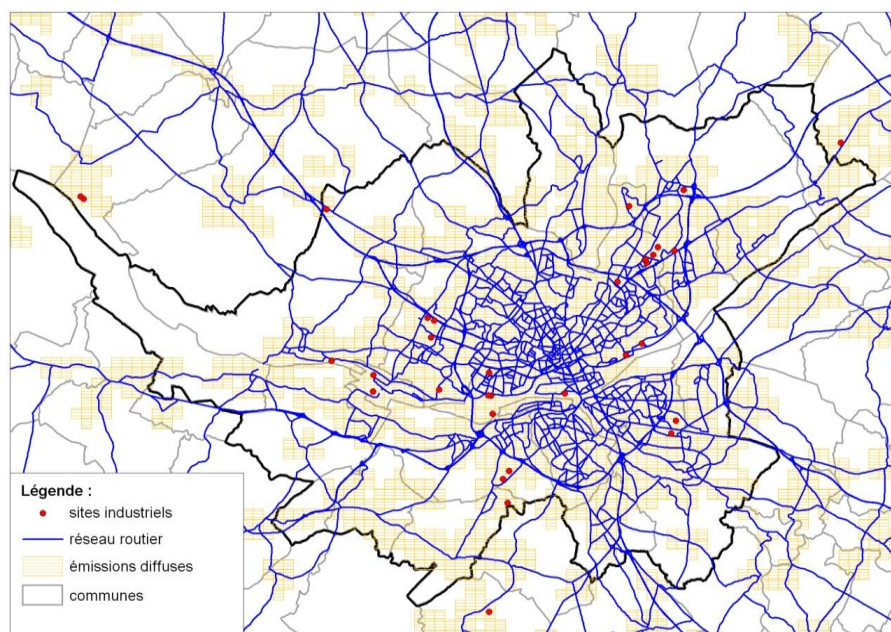 Légende :
sites industriels
réseau routier
émissions diffuses
communes